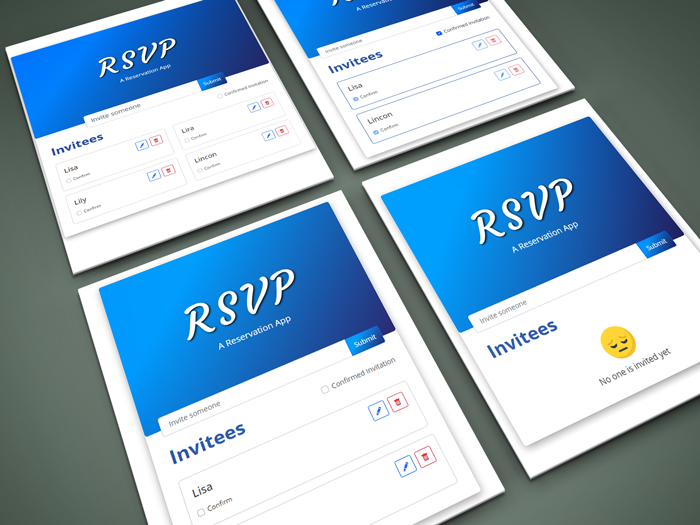 RSVP
A Reservation App
Submit
Invite someone
Confirmed Invitation
Invitees
Lisa
Confirm
Lira
Confirm
Lily
Confirm
Lincon
Confirm
Submit
Invite someone
Confirmed Invitation
Invitees
Lisa
Confirm
Lincon
Confirm
RSVP
A Reservation App
Submit
Invite someone
Confirmed Invitation
Invitees
Lisa
Confirm
RSVP
A Reservation App
Submit
Invite someone
Invitees
No one is invited yet